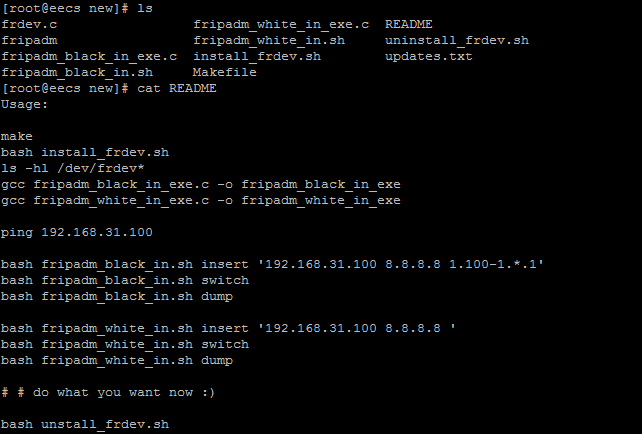 [root@eecs new]# ls
frdev.c                 fripadm_white_in_exe.c  README
fripadm                 fripadm_white_in.sh     uninstall_frdev.sh
fripadm_black_in_exe.c  install_frdev.sh        updates.txt
fripadm_black_in.sh     Makefile
[root@eecs new]# cat README
Usage:
make
bash install_frdev.sh
ls -hl /dev/frdev*
gcc fripadm_black_in_exe.c -o fripadm_black_in_exe
gcc fripadm_white_in_exe.c -o fripadm_white_in_exe
ping 192.168.31.100
bash fripadm_black_in.sh insert '192.168.31.100 8.8.8.8 1.100-1.*.1'
bash fripadm_black_in.sh switch
bash fripadm_black_in.sh dump
bash fripadm_white_in.sh insert '192.168.31.100 8.8.8.8 '
bash fripadm_white_in.sh switch
bash fripadm_white_in.sh dump
# # do what you want now :)
bash unstall_frdev.sh